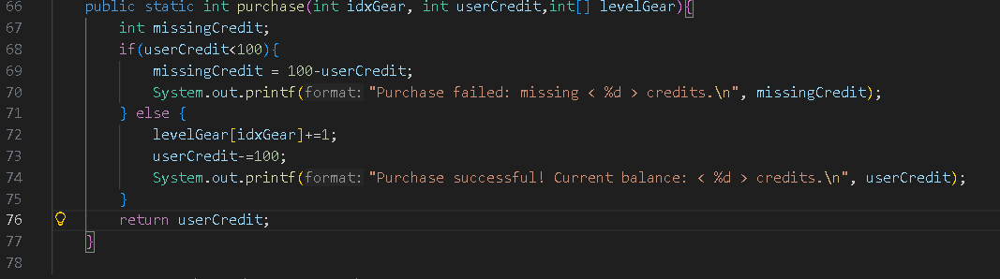 66 public static int purchase(int idxGear, int userCredit,int[] levelGear){
67 int missingCredit;
68 if(userCredit<100){
69 missingCredit = 100-userCredit;
70 System.out.printf(format: "Purchase failed: missing < %d > credits.\n", missingCredit);
71 } else {
72 levelGear[idxGear]+=1;
73 userCredit-=100;
74 System.out.printf(format: "Purchase successful! Current balance: < %d > credits.\n", userCredit);
75 }
76 return userCredit;
77 }
78